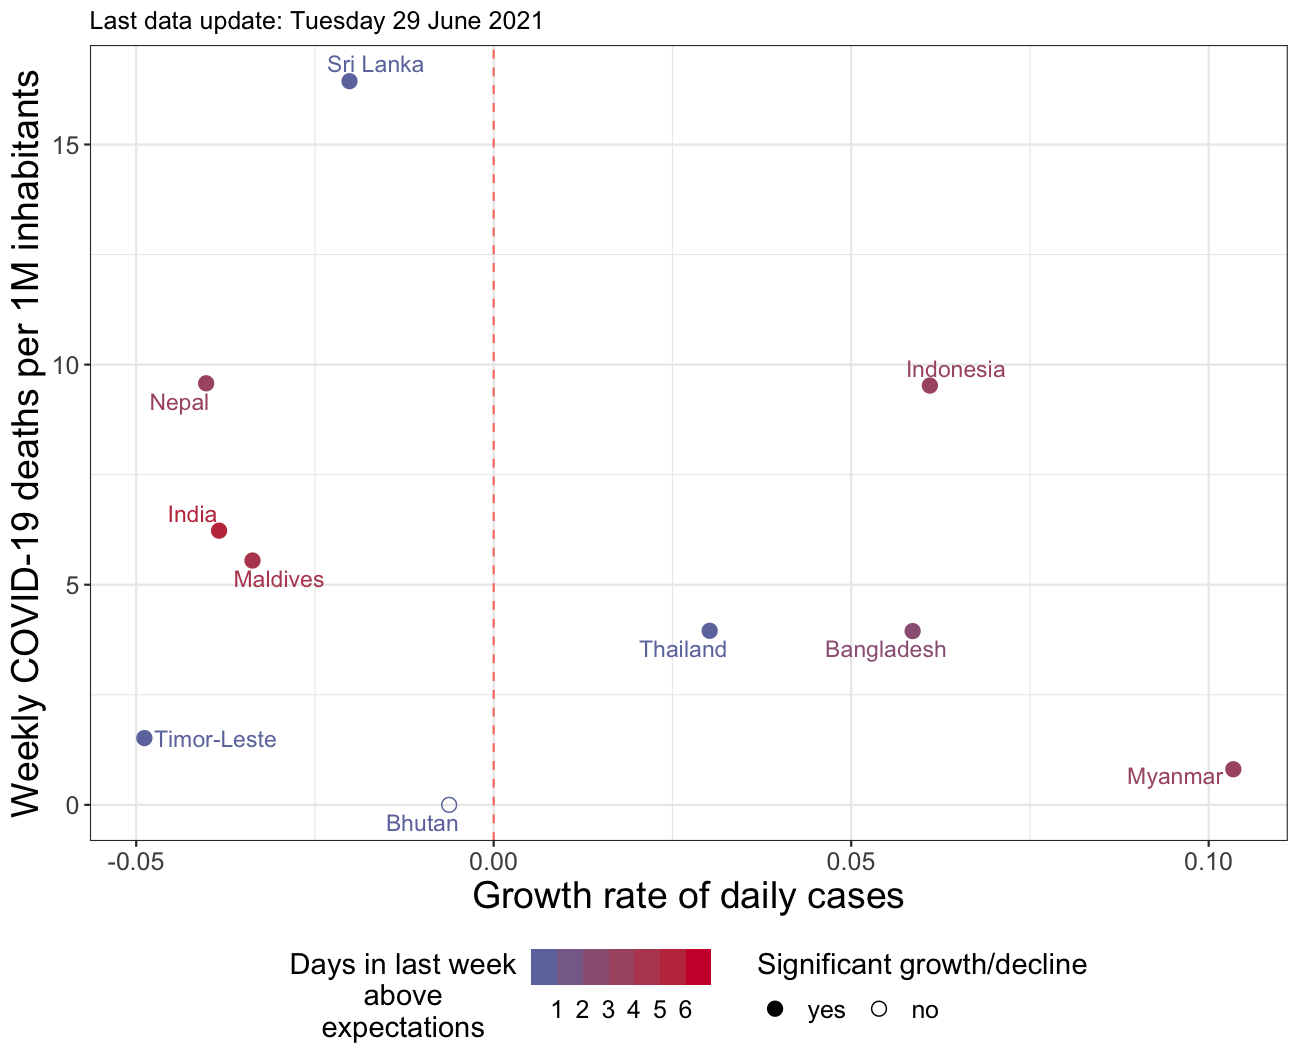 Last data update: Tuesday 29 June 2021
Weekly COVID-19 deaths per 1M inhabitants
15
10
5
0
Sri Lanka
Nepal
Indonesia
India
Maldives
Thailand
Bangladesh
Timor-Leste
Myanmar
Bhutan
-0.05
0.00
0.05
0.10
Growth rate of daily cases
Days in last week
above
expectations
1 2 3 4 5 6
Significant growth/decline
yes
no